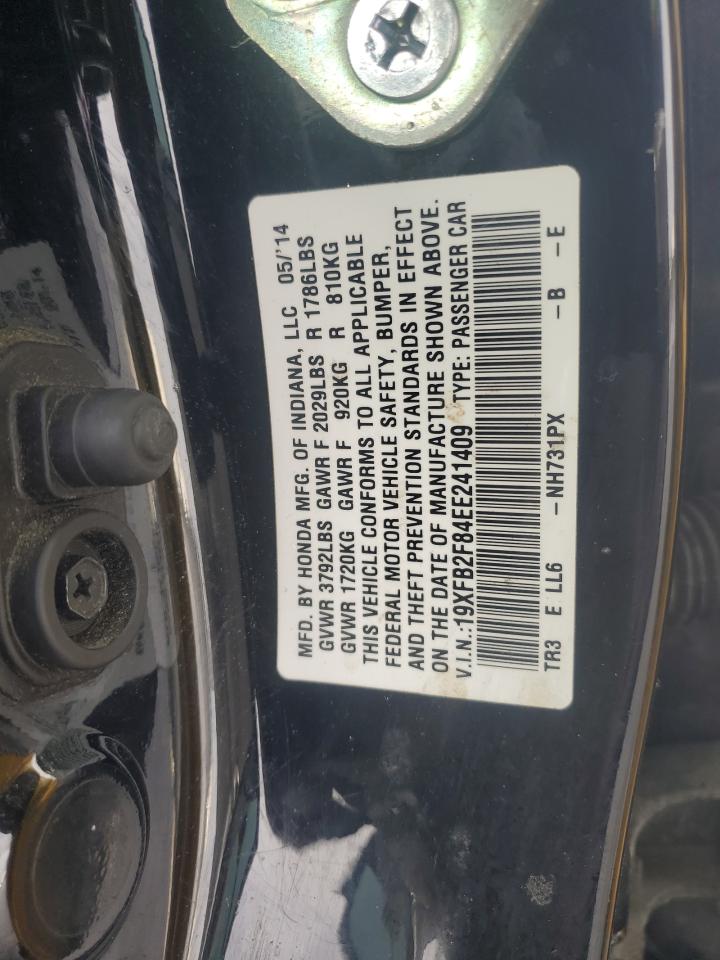 MFD. BY HONDA MFG. OF INDIANA, LLC 05/'14
GVWR 3792LBS GAWR F 2029LBS R 1786LBS
GVWR 1720KG GAWR F 920KG R 810KG
THIS VEHICLE CONFORMS TO ALL APPLICABLE
FEDERAL MOTOR VEHICLE SAFETY, BUMPER,
AND THEFT PREVENTION STANDARDS IN EFFECT
ON THE DATE OF MANUFACTURE SHOWN ABOVE.
V.I.N.:19XFB2F84EE241409 TYPE: PASSENGER CAR
TR3 E LL6 -NH731PX -B -E